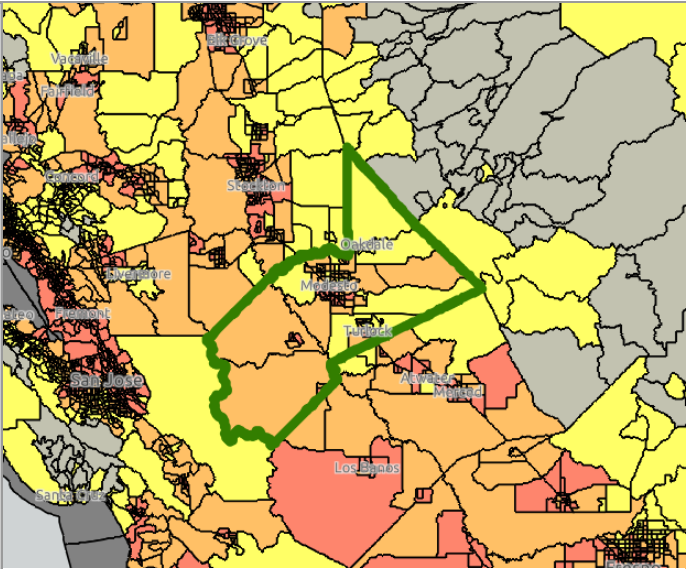 Elk Grove
Vacaville
Fairfield
Concord
Stockton
Oakdale
Livermore
Modesto
Fremont
Turlock
San Jose
Atwater
Merced
Los Banos
Santa Cruz